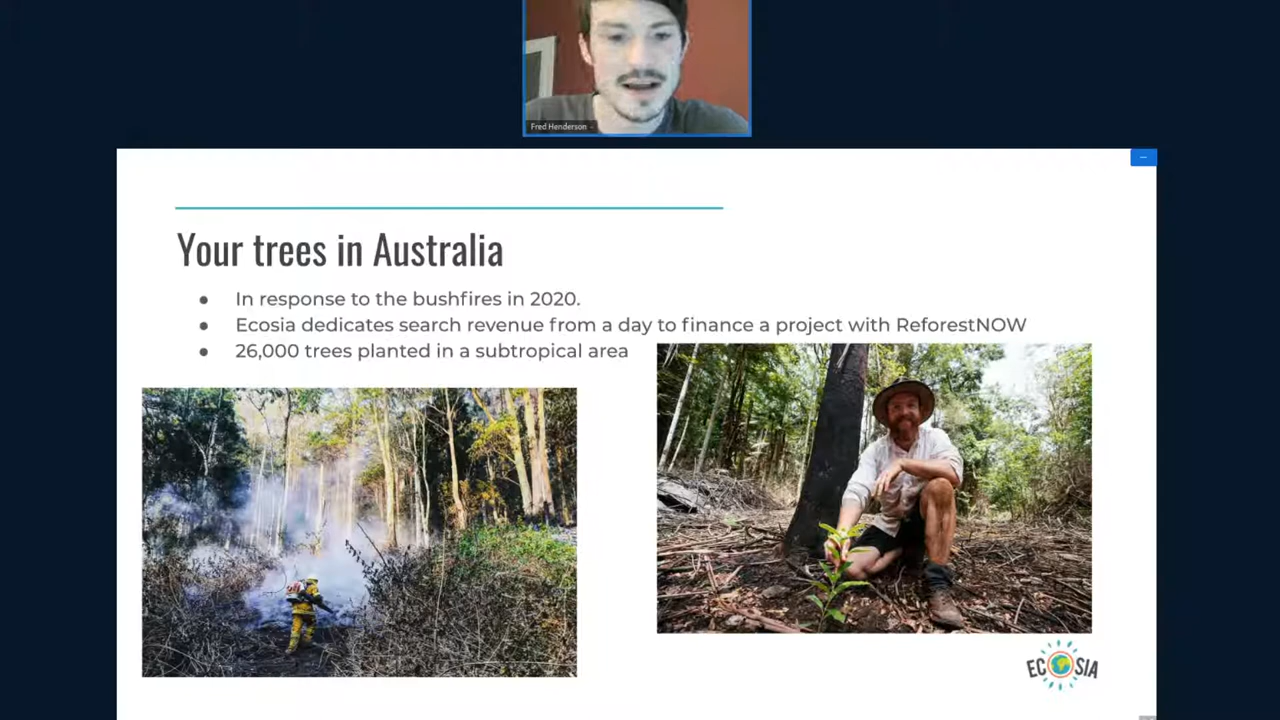 Fred Henderson
Your trees in Australia
● In response to the bushfires in 2020.
● Ecosia dedicates search revenue from a day to finance a project with ReforestNOW
● 26,000 trees planted in a subtropical area
ECOSIA